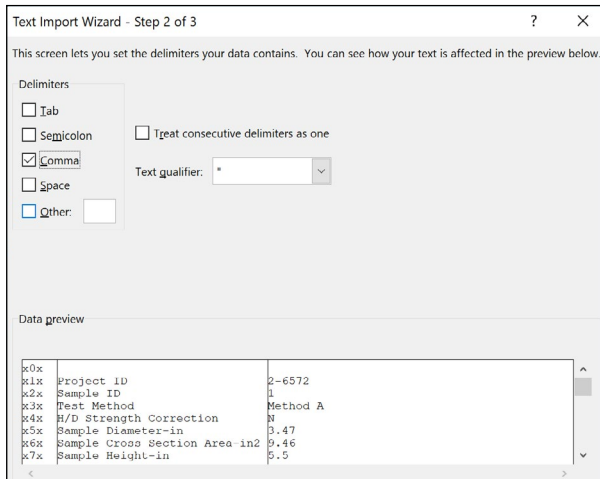 Text Import Wizard - Step 2 of 3 ? ×
This screen lets you set the delimiters your data contains. You can see how your text is affected in the preview below.
Delimiters
Tab
Semicolon
Comma
Space
Other:
Treat consecutive delimiters as one
Text qualifier: "
Data preview
x0x
x1x Project ID 2-6572
x2x Sample ID 1
x3x Test Method Method A
x4x H/D Strength Correction N
x5x Sample Diameter-in 3.47
x6x Sample Cross Section Area-in2 9.46
x7x Sample Height-in 5.5